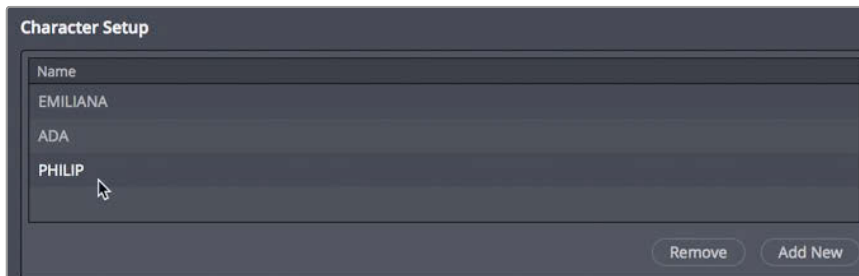 Character Setup
Name
EMILIANA
ADA
PHILIP
Remove Add New